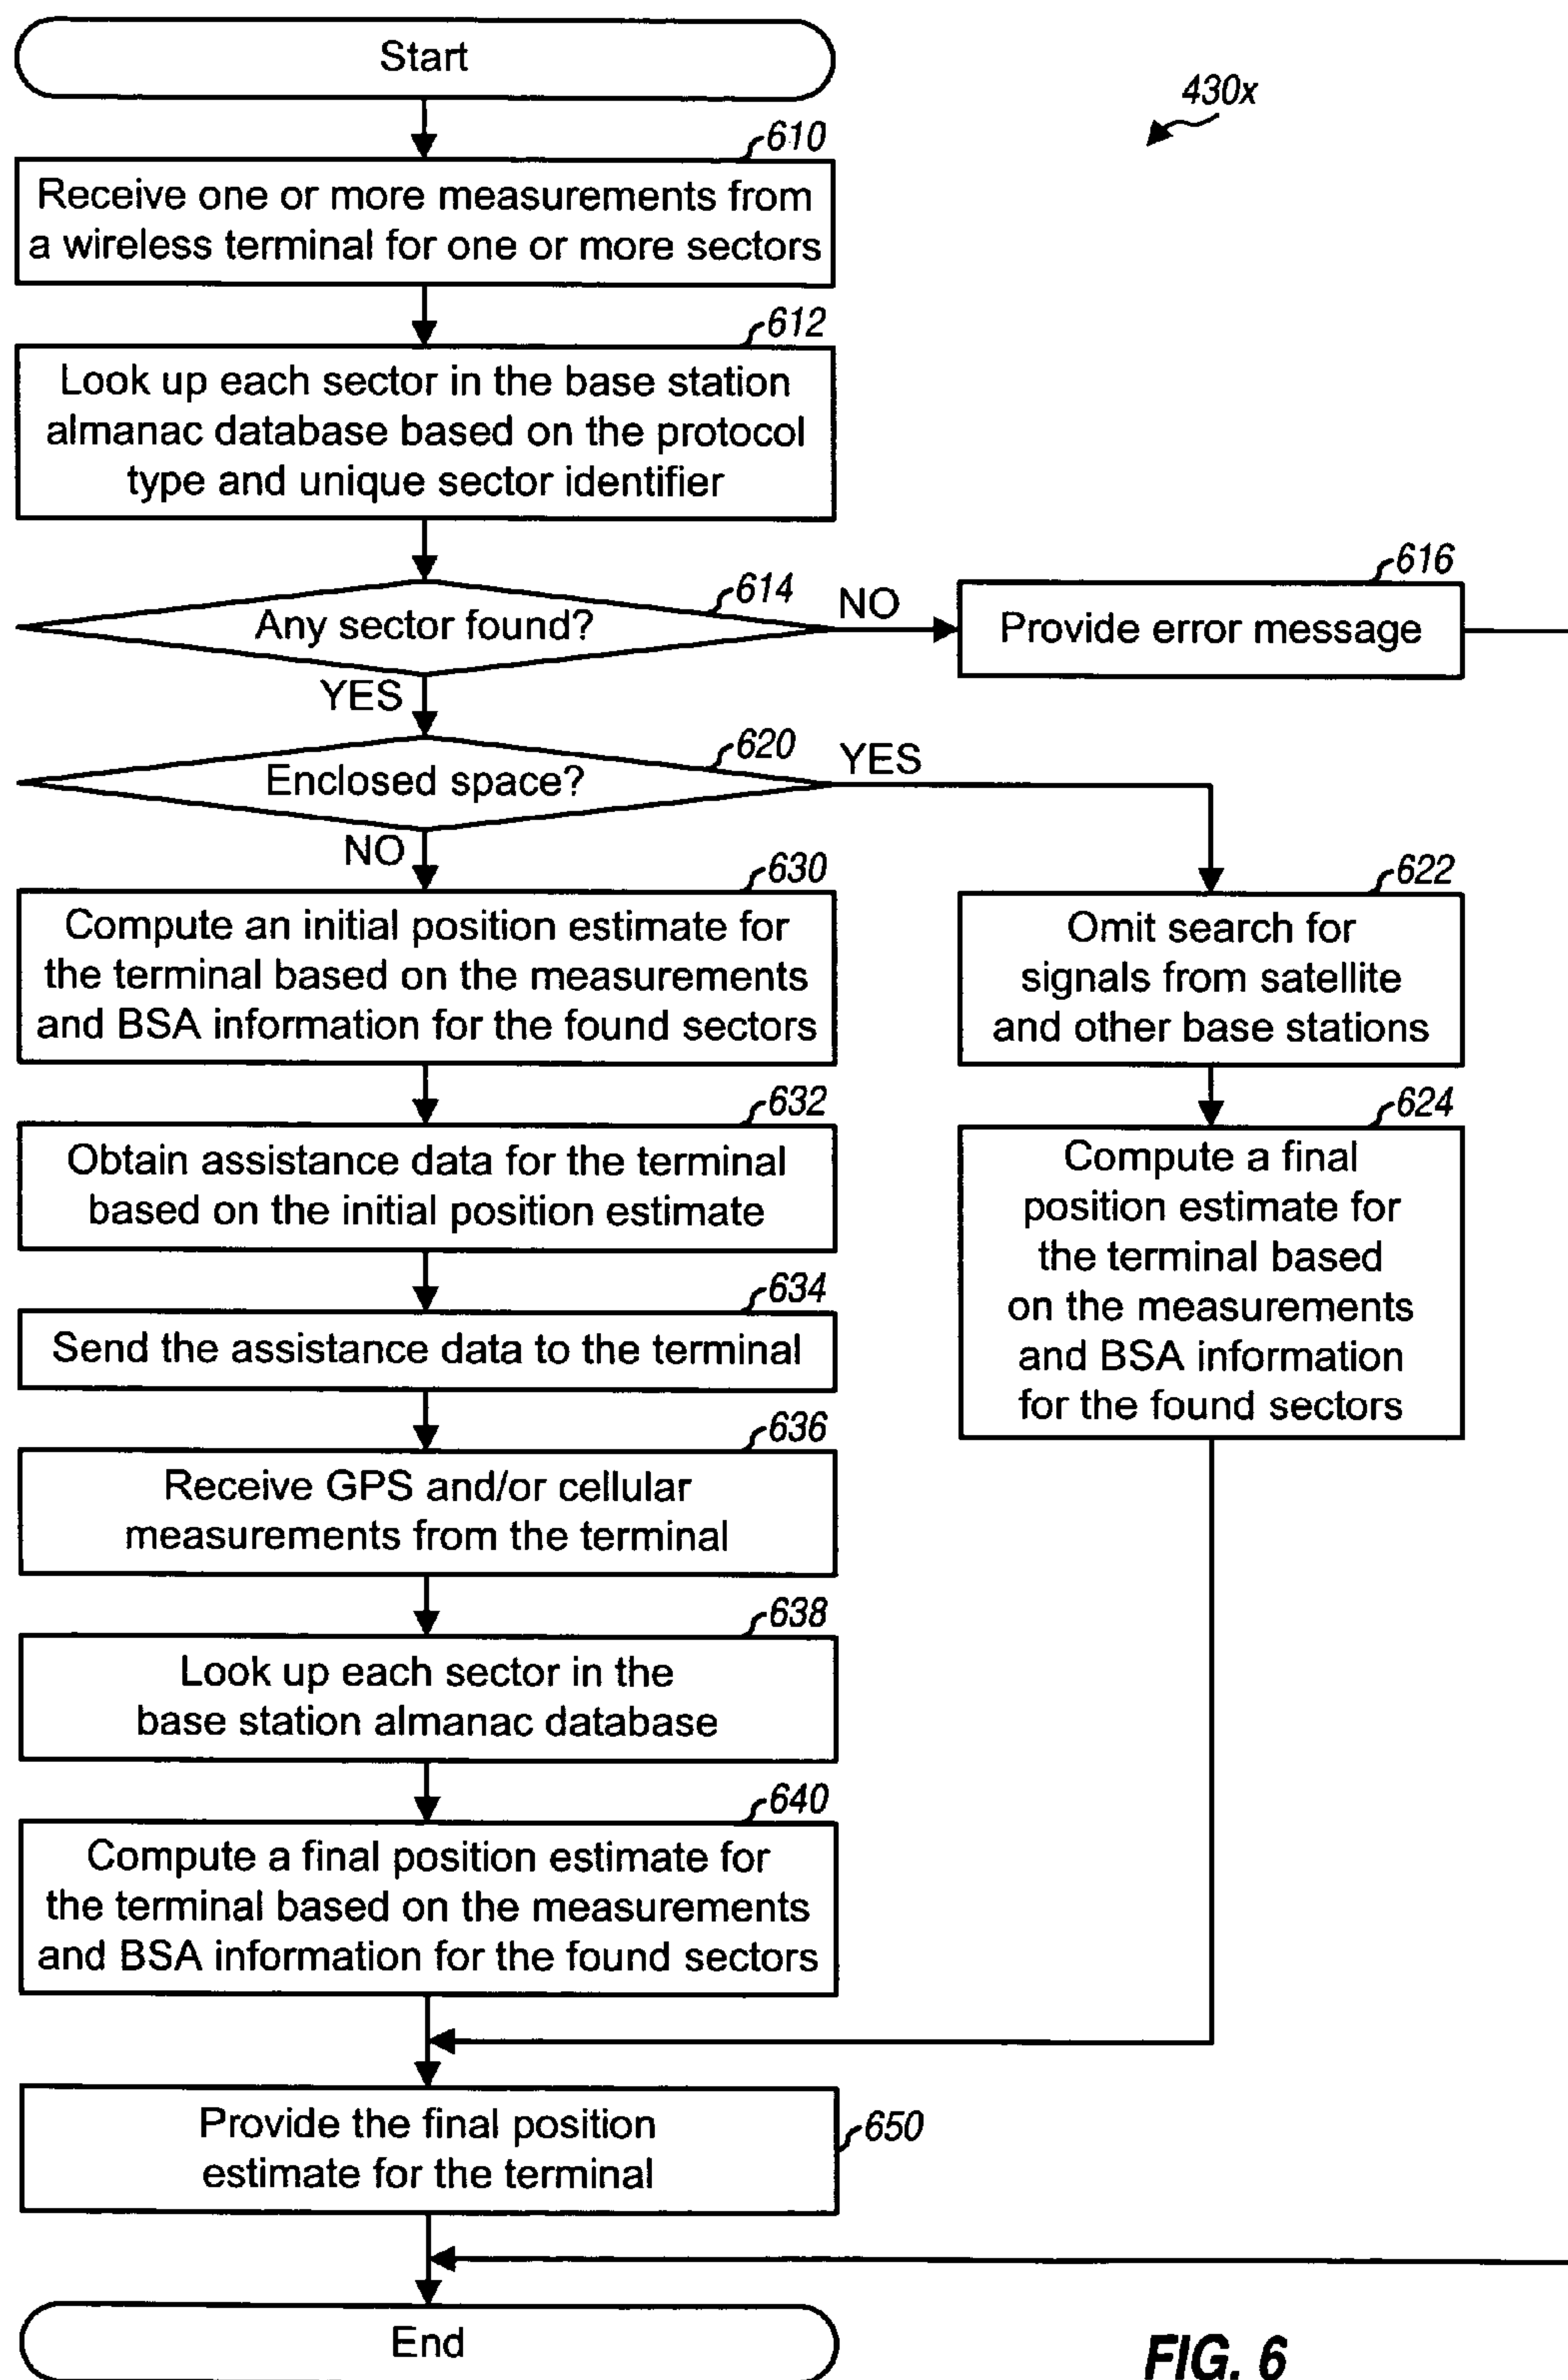 Start
430x
610
Receive one or more measurements from
a wireless terminal for one or more sectors
612
Look up each sector in the base station
almanac database based on the protocol
type and unique sector identifier
614
Any sector found?
NO
616
Provide error message
YES
620
Enclosed space?
YES
NO
630
Compute an initial position estimate for
the terminal based on the measurements
and BSA information for the found sectors
622
Omit search for
signals from satellite
and other base stations
632
Obtain assistance data for the terminal
based on the initial position estimate
624
Compute a final
position estimate for
the terminal based
on the measurements
and BSA information
for the found sectors
634
Send the assistance data to the terminal
636
Receive GPS and/or cellular
measurements from the terminal
638
Look up each sector in the
base station almanac database
640
Compute a final position estimate for
the terminal based on the measurements
and BSA information for the found sectors
Provide the final position
estimate for the terminal
650
End
FIG. 6